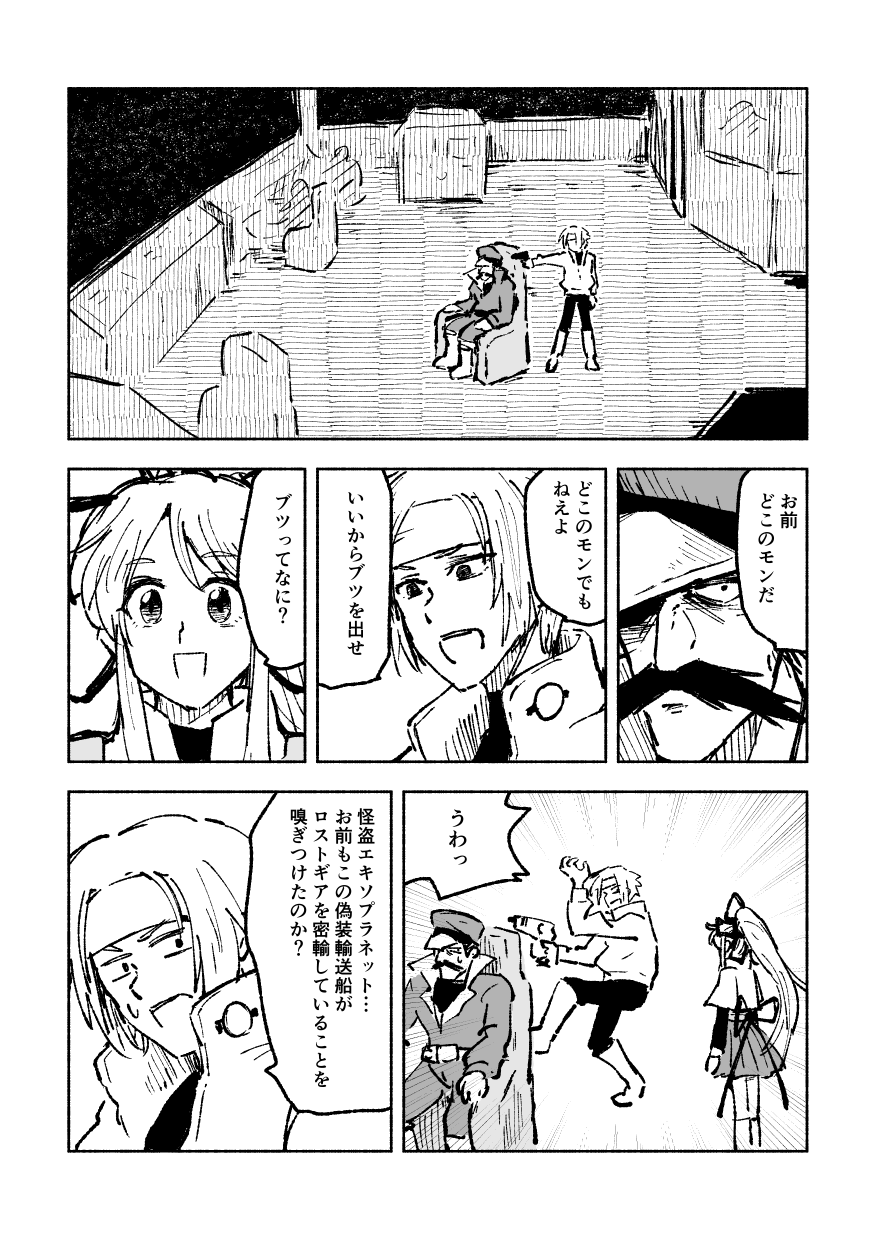 お前
どこのモンだ
どこのモンでも
ねえよ
いいからブツを出せ
ブツってなに？
うわっ
怪盗エキソプラネット…
お前もこの偽装輸送船が
ロストギアを密輸していることを
嗅ぎつけたのか？